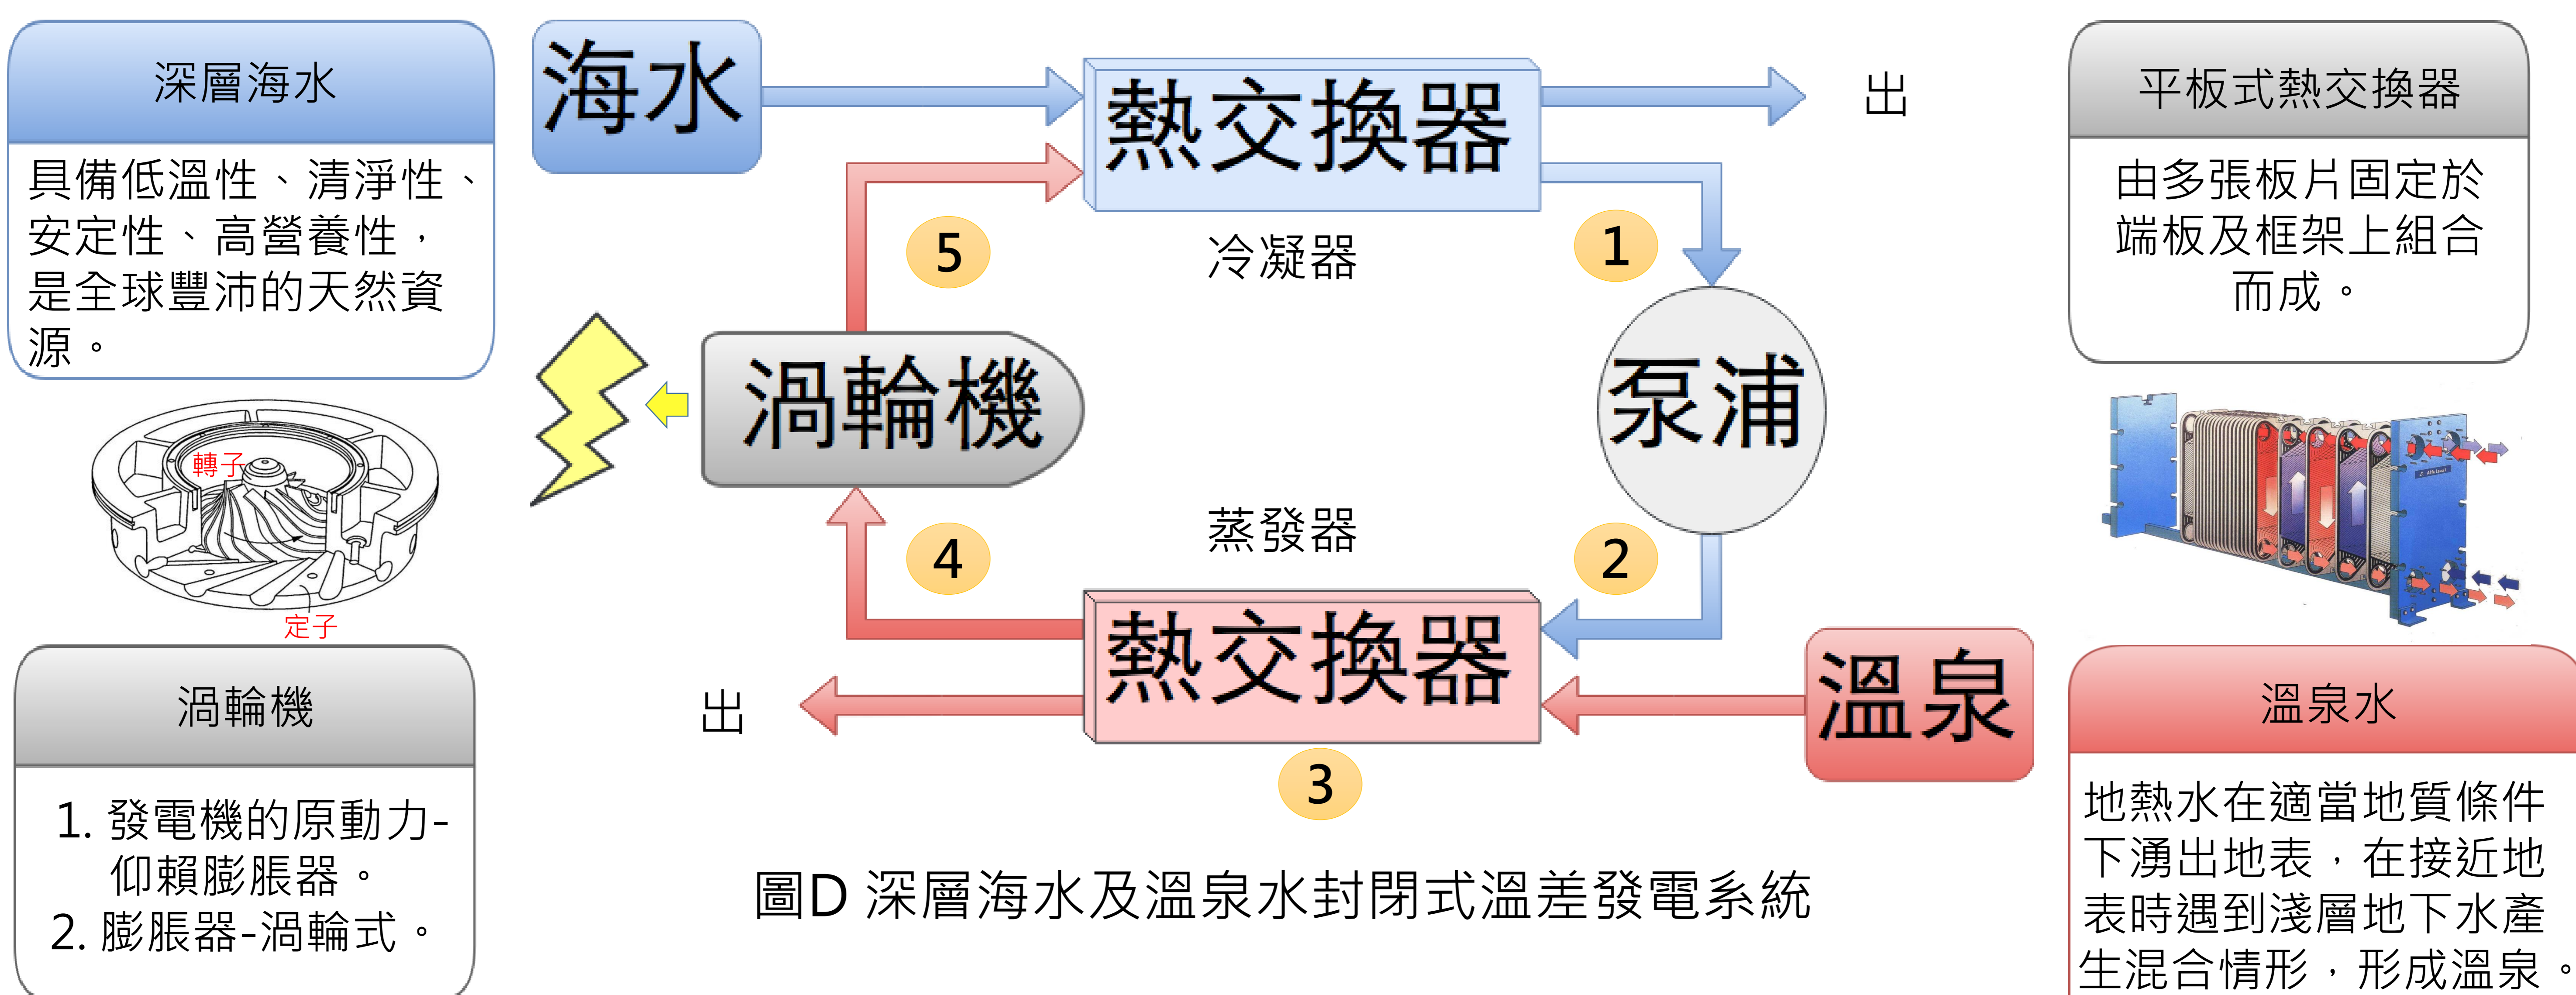 深層海水
具備低溫性、清淨性、
安定性、高營養性，
是全球豐沛的天然資
源。
轉子
定子
渦輪機
1. 發電機的原動力-
仰賴膨脹器。
2. 膨脹器-渦輪式。
海水
熱交換器
出
冷凝器
5
1
渦輪機
泵浦
蒸發器
4
2
熱交換器
出
溫泉
3
圖D 深層海水及溫泉水封閉式溫差發電系統
平板式熱交換器
由多張板片固定於
端板及框架上組合
而成。
溫泉水
地熱水在適當地質條件
下湧出地表，在接近地
表時遇到淺層地下水產
生混合情形，形成溫泉。